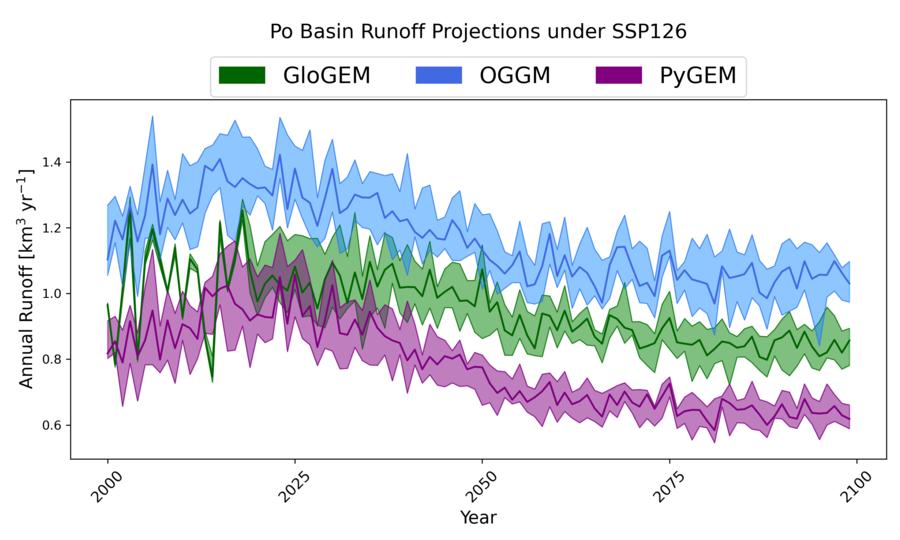 Po Basin Runoff Projections under SSP126
GloGEM OGGM PyGEM
Annual Runoff [km³ yr⁻¹]
1.4
1.2
1.0
0.8
0.6
2000 2025 2050 2075 2100
Year